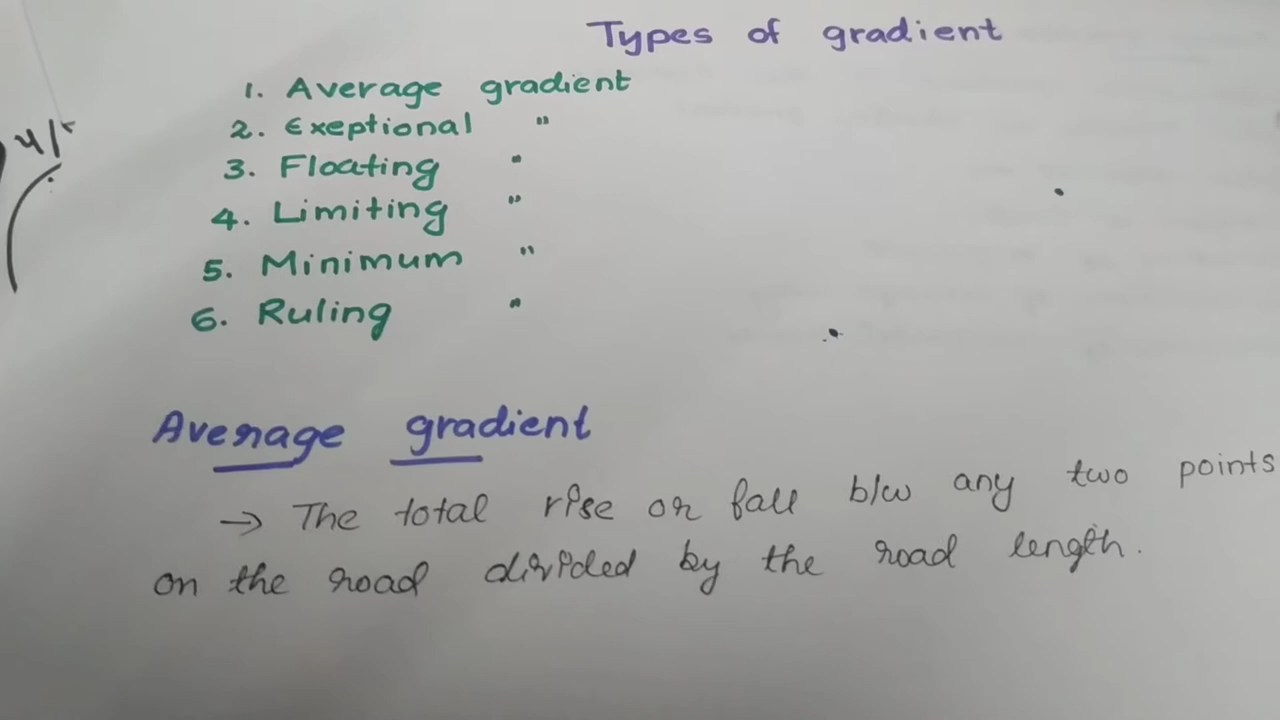 Types of gradient
1. Average gradient
2. Exeptional "
3. Floating "
4. Limiting "
5. Minimum "
6. Ruling "
Average gradient
→ The total rise or fall b/w any two points
on the road divided by the road length.